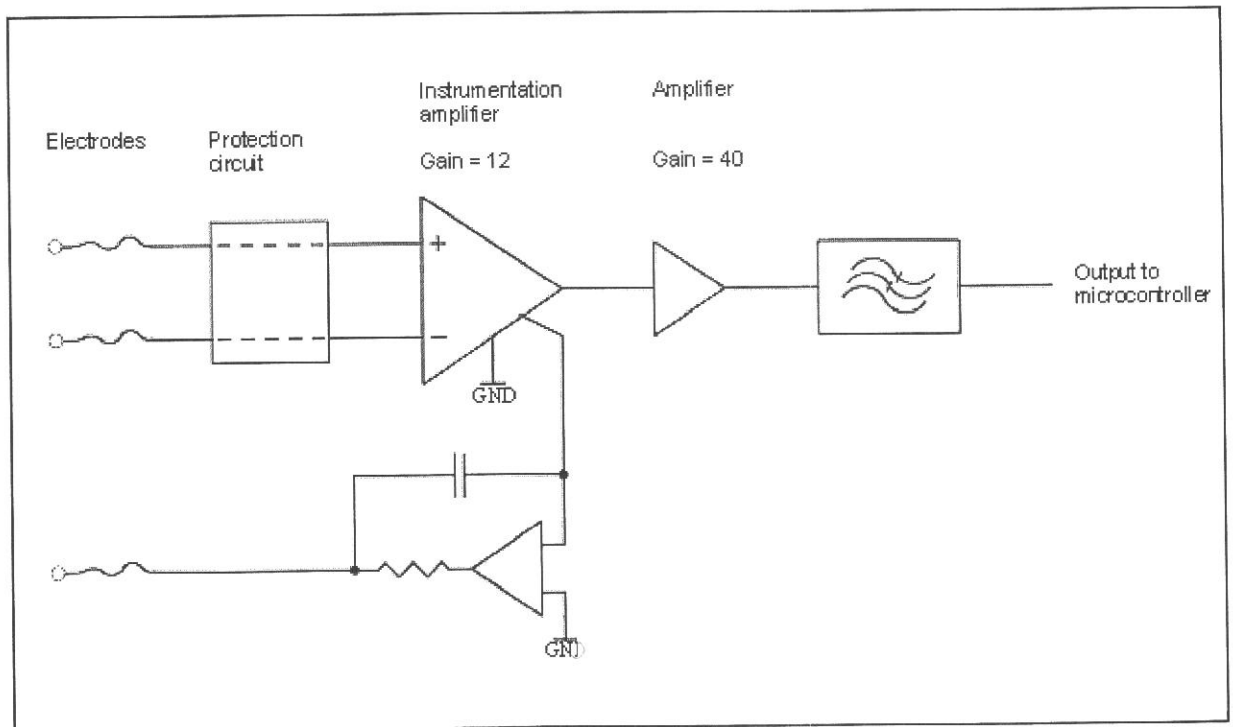 Instrumentation
amplifier
Amplifier
Electrodes
Protection
circuit
Gain = 12
Gain = 40
+
−
GND
Output to
microcontroller
GND